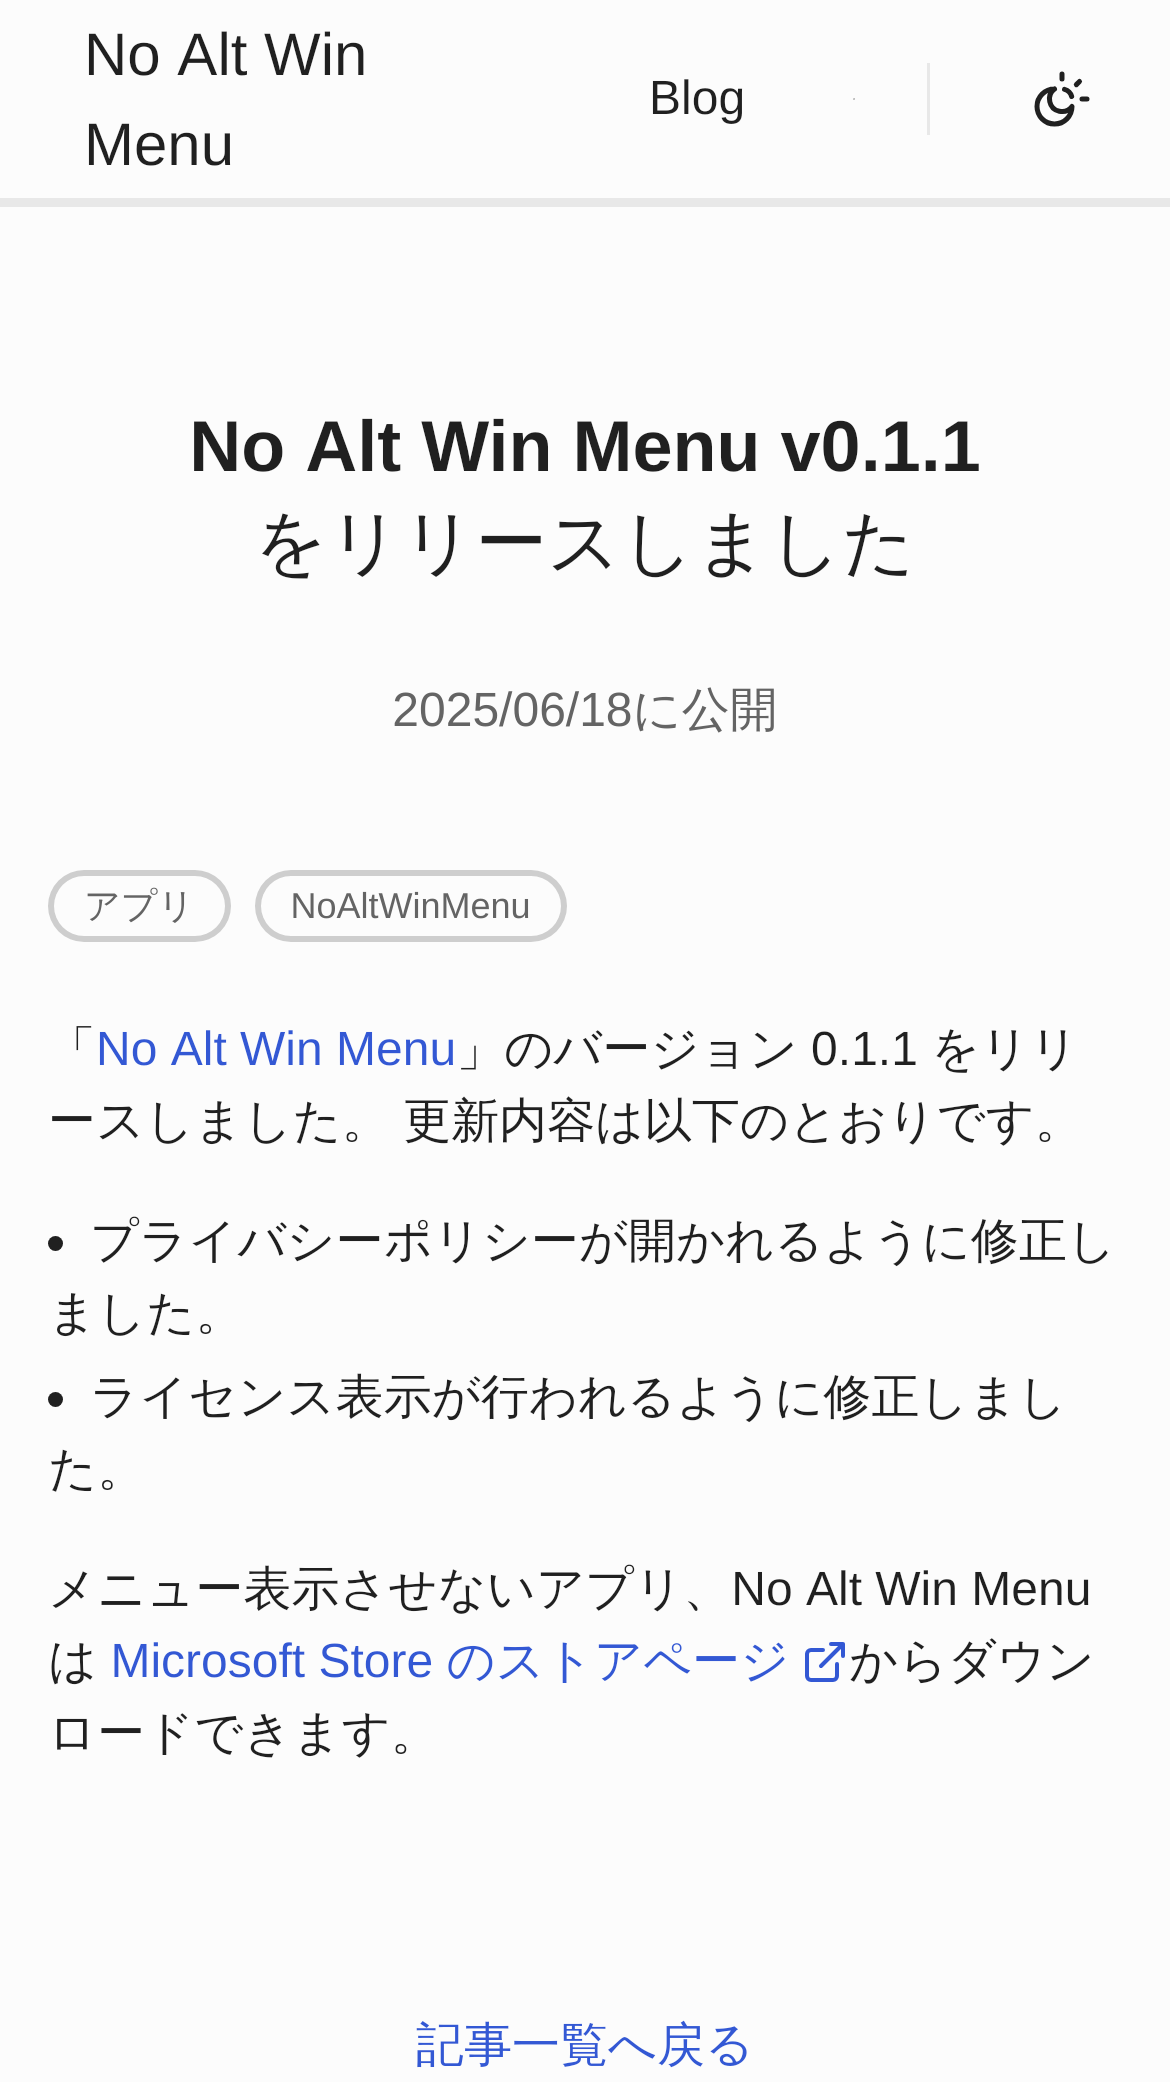 No Alt Win
Menu
Blog
No Alt Win Menu v0.1.1
をリリースしました
2025/06/18に公開
アプリ
NoAltWinMenu
「No Alt Win Menu」のバージョン 0.1.1 をリリ
ースしました。 更新内容は以下のとおりです。
• プライバシーポリシーが開かれるように修正し
ました。
• ライセンス表示が行われるように修正しまし
た。
メニュー表示させないアプリ、No Alt Win Menu
は Microsoft Store のストアページ からダウン
ロードできます。
記事一覧へ戻る